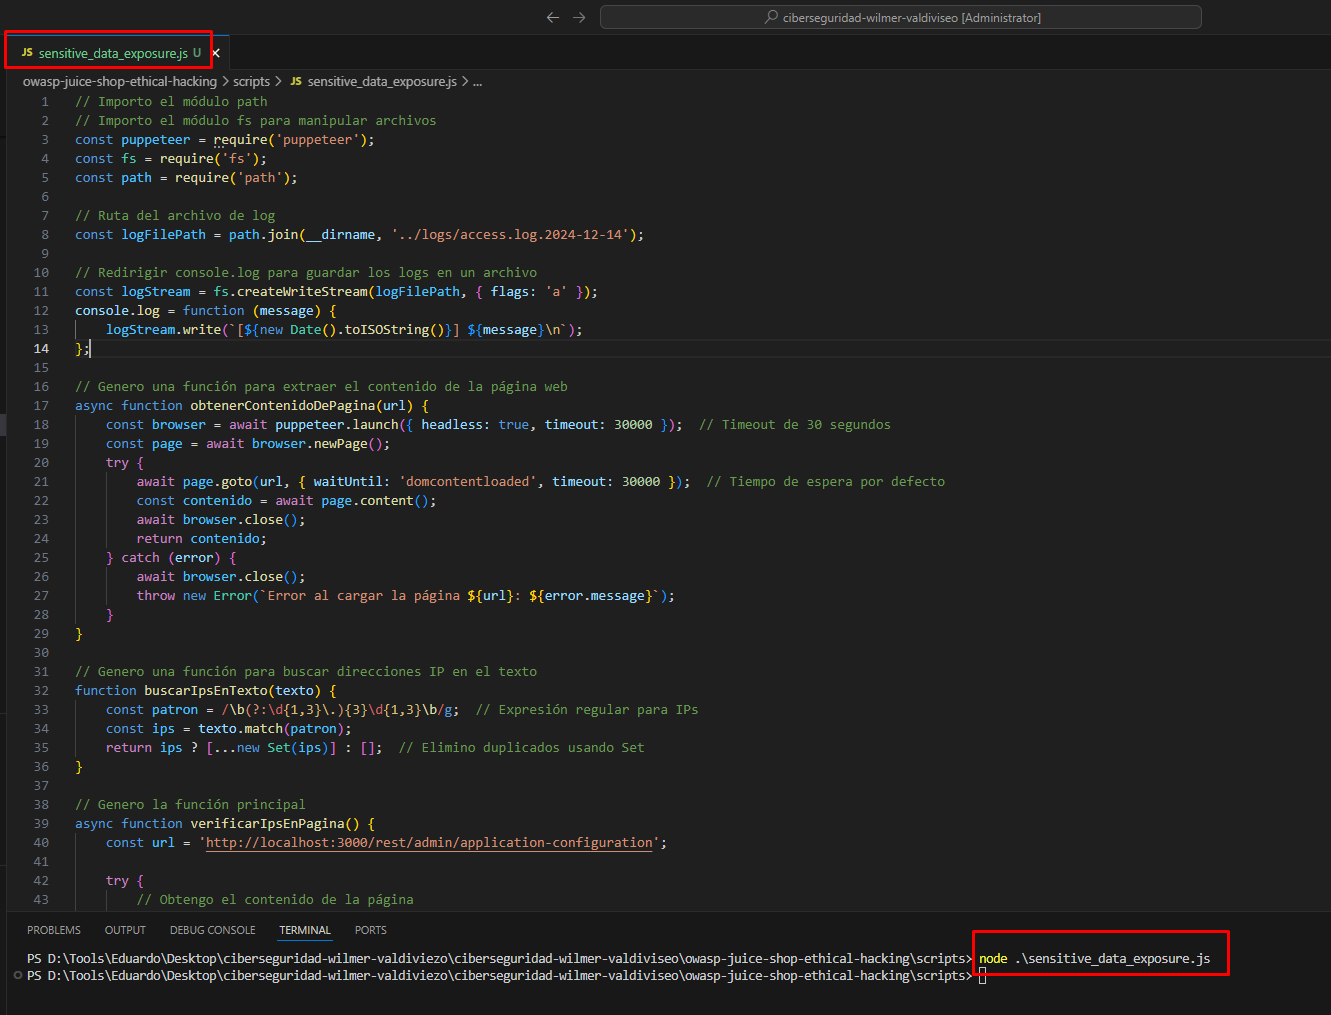 ciberseguridad-wilmer-valdiviseo [Administrator]
JS sensitive_data_exposure.js U
owasp-juice-shop-ethical-hacking > scripts > JS sensitive_data_exposure.js > ...
1 // Importo el módulo path
2 // Importo el módulo fs para manipular archivos
3 const puppeteer = require('puppeteer');
4 const fs = require('fs');
5 const path = require('path');
6
7 // Ruta del archivo de log
8 const logFilePath = path.join(__dirname, '../logs/access.log.2024-12-14');
9
10 // Redirigir console.log para guardar los logs en un archivo
11 const logStream = fs.createWriteStream(logFilePath, { flags: 'a' });
12 console.log = function (message) {
13     logStream.write(`[${new Date().toISOString()}] ${message}\n`);
14 };
15
16 // Genero una función para extraer el contenido de la página web
17 async function obtenerContenidoDePagina(url) {
18     const browser = await puppeteer.launch({ headless: true, timeout: 30000 });  // Timeout de 30 segundos
19     const page = await browser.newPage();
20     try {
21         await page.goto(url, { waitUntil: 'domcontentloaded', timeout: 30000 });  // Tiempo de espera por defecto
22         const contenido = await page.content();
23         await browser.close();
24         return contenido;
25     } catch (error) {
26         await browser.close();
27         throw new Error(`Error al cargar la página ${url}: ${error.message}`);
28     }
29 }
30
31 // Genero una función para buscar direcciones IP en el texto
32 function buscarIpsEnTexto(texto) {
33     const patron = /\b(?:\d{1,3}\.){3}\d{1,3}\b/g;  // Expresión regular para IPs
34     const ips = texto.match(patron);
35     return ips ? [...new Set(ips)] : [];  // Elimino duplicados usando Set
36 }
37
38 // Genero la función principal
39 async function verificarIpsEnPagina() {
40     const url = 'http://localhost:3000/rest/admin/application-configuration';
41
42     try {
43         // Obtengo el contenido de la página
PROBLEMS OUTPUT DEBUG CONSOLE TERMINAL PORTS
PS D:\Tools\Eduardo\Desktop\ciberseguridad-wilmer-valdiviezo\ciberseguridad-wilmer-valdiviseo\owasp-juice-shop-ethical-hacking\scripts> node .\sensitive_data_exposure.js
PS D:\Tools\Eduardo\Desktop\ciberseguridad-wilmer-valdiviezo\ciberseguridad-wilmer-valdiviseo\owasp-juice-shop-ethical-hacking\scripts>